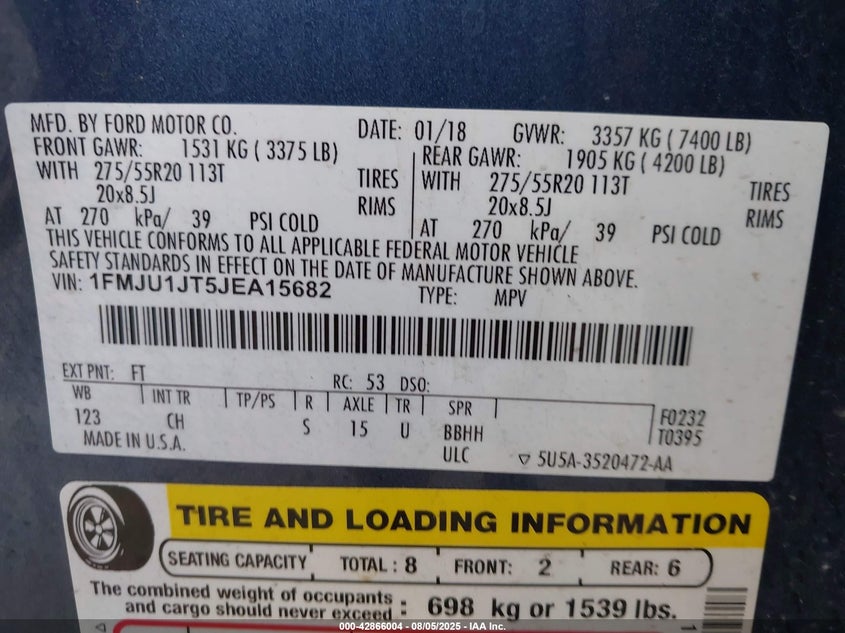 MFD. BY FORD MOTOR CO. DATE: 01/18 GVWR: 3357 KG ( 7400 LB)
FRONT GAWR: 1531 KG ( 3375 LB) REAR GAWR: 1905 KG ( 4200 LB)
WITH 275/55R20 113T TIRES WITH 275/55R20 113T TIRES
20x8.5J RIMS 20x8.5J RIMS
AT 270 kPa/ 39 PSI COLD AT 270 kPa/ 39 PSI COLD
THIS VEHICLE CONFORMS TO ALL APPLICABLE FEDERAL MOTOR VEHICLE
SAFETY STANDARDS IN EFFECT ON THE DATE OF MANUFACTURE SHOWN ABOVE.
VIN: 1FMJU1JT5JEA15682 TYPE: MPV
EXT PNT: FT RC: 53 DSO:
WB INT TR TP/PS R AXLE TR SPR F0232
123 CH S 15 U BBHH T0395
MADE IN U.S.A. ULC ▽ 5U5A-3520472-AA
TIRE AND LOADING INFORMATION
SEATING CAPACITY TOTAL : 8 FRONT: 2 REAR: 6
The combined weight of occupants
and cargo should never exceed : 698 kg or 1539 lbs.
000-42866004 - 08/05/2025 - IAA Inc.